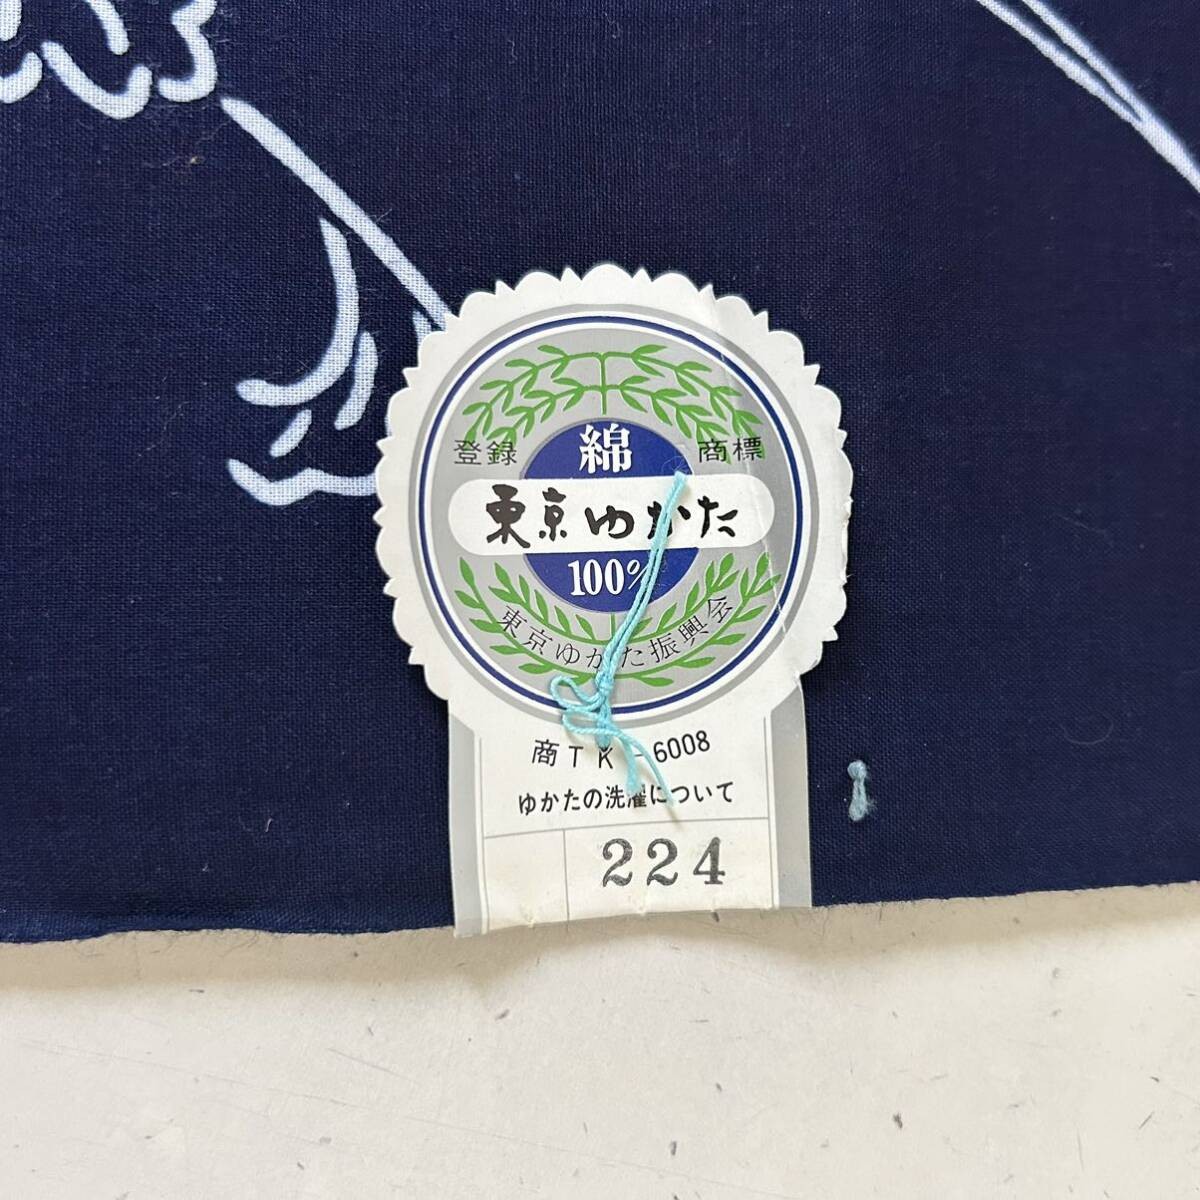 綿
登録 商標
東京ゆかた
100%
東京ゆかた振興会
商TK-6008
ゆかたの洗濯について
224